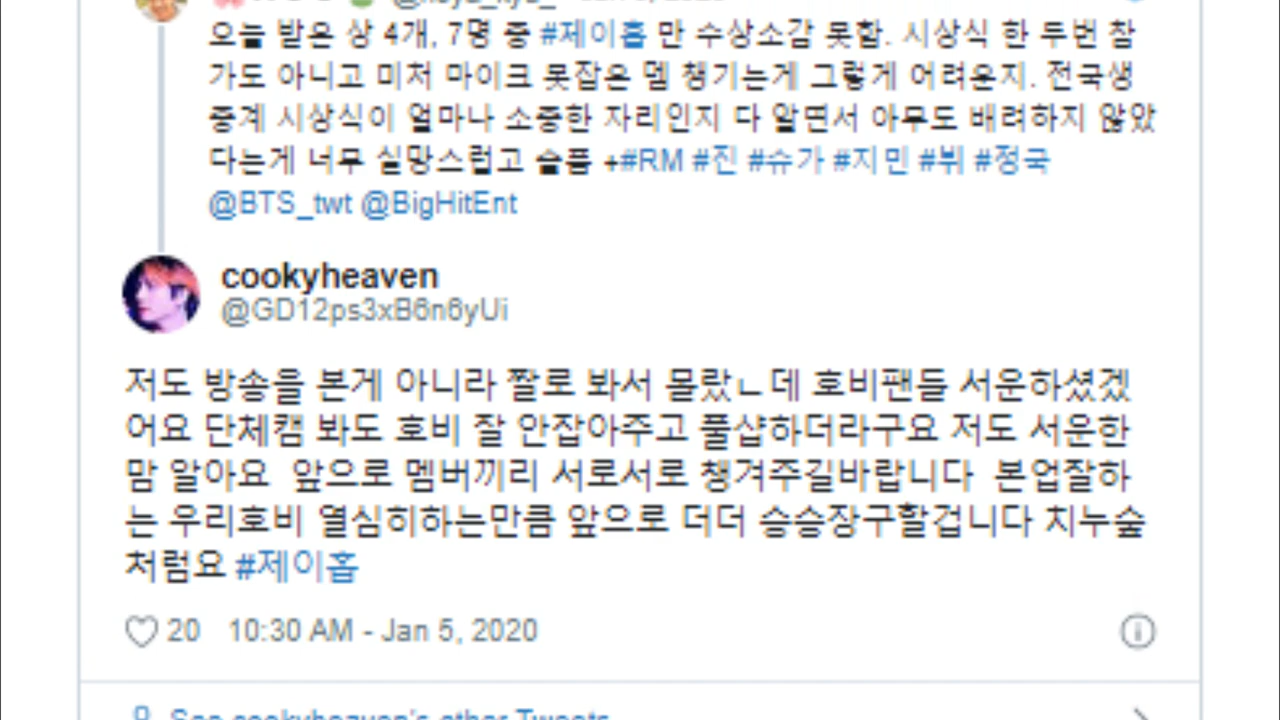 오늘 받은 상 4개, 7명 중 #제이홉 만 수상소감 못함. 시상식 한 두번 참
가도 아니고 미처 마이크 못잡은 멤 챙기는게 그렇게 어려운지. 전국생
중계 시상식이 얼마나 소중한 자리인지 다 알면서 아무도 배려하지 않았
다는게 너무 실망스럽고 슬픔 +#RM #진 #슈가 #지민 #뷔 #정국
@BTS_twt @BigHitEnt
cookyheaven
@GD12ps3xB6n6yUi
저도 방송을 본게 아니라 짤로 봐서 몰랐ㄴ데 호비팬들 서운하셨겠
어요 단체캠 봐도 호비 잘 안잡아주고 풀샵하더라구요 저도 서운한
맘 알아요 앞으로 멤버끼리 서로서로 챙겨주길바랍니다 본업잘하
는 우리호비 열심히하는만큼 앞으로 더더 승승장구할겁니다 치누숲
처럼요 #제이홉
20 10:30 AM - Jan 5, 2020
See cookyheaven's other Tweets